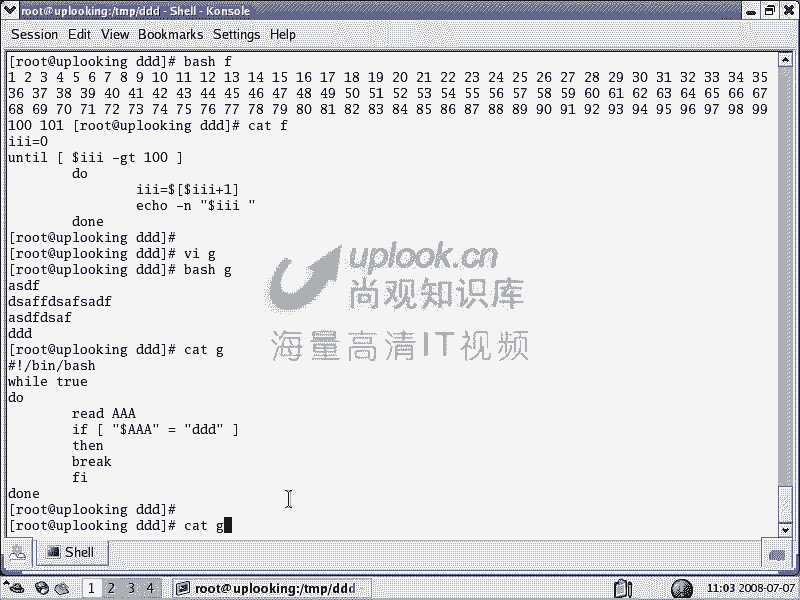 root@uplooking:/tmp/ddd - Shell - Konsole
Session Edit View Bookmarks Settings Help
[root@uplooking ddd]# bash f
1 2 3 4 5 6 7 8 9 10 11 12 13 14 15 16 17 18 19 20 21 22 23 24 25 26 27 28 29 30 31 32 33 34 35
36 37 38 39 40 41 42 43 44 45 46 47 48 49 50 51 52 53 54 55 56 57 58 59 60 61 62 63 64 65 66 67
68 69 70 71 72 73 74 75 76 77 78 79 80 81 82 83 84 85 86 87 88 89 90 91 92 93 94 95 96 97 98 99
100 101 [root@uplooking ddd]# cat f
iii=0
until [ $iii -gt 100 ]
do
iii=$[$iii+1]
echo -n "$iii "
done
[root@uplooking ddd]#
[root@uplooking ddd]# vi g
[root@uplooking ddd]# bash g
asdf
dsaffdsafsadf
asdfdsaf
ddd
[root@uplooking ddd]# cat g
#!/bin/bash
while true
do
read AAA
if [ "$AAA" = "ddd" ]
then
break
fi
done
[root@uplooking ddd]#
[root@uplooking ddd]# cat g
uplook.cn
尚观知识库
海量高清IT视频
Shell
1 2 3 4 root@uplooking:/tmp/ddd 11:03 2008-07-07